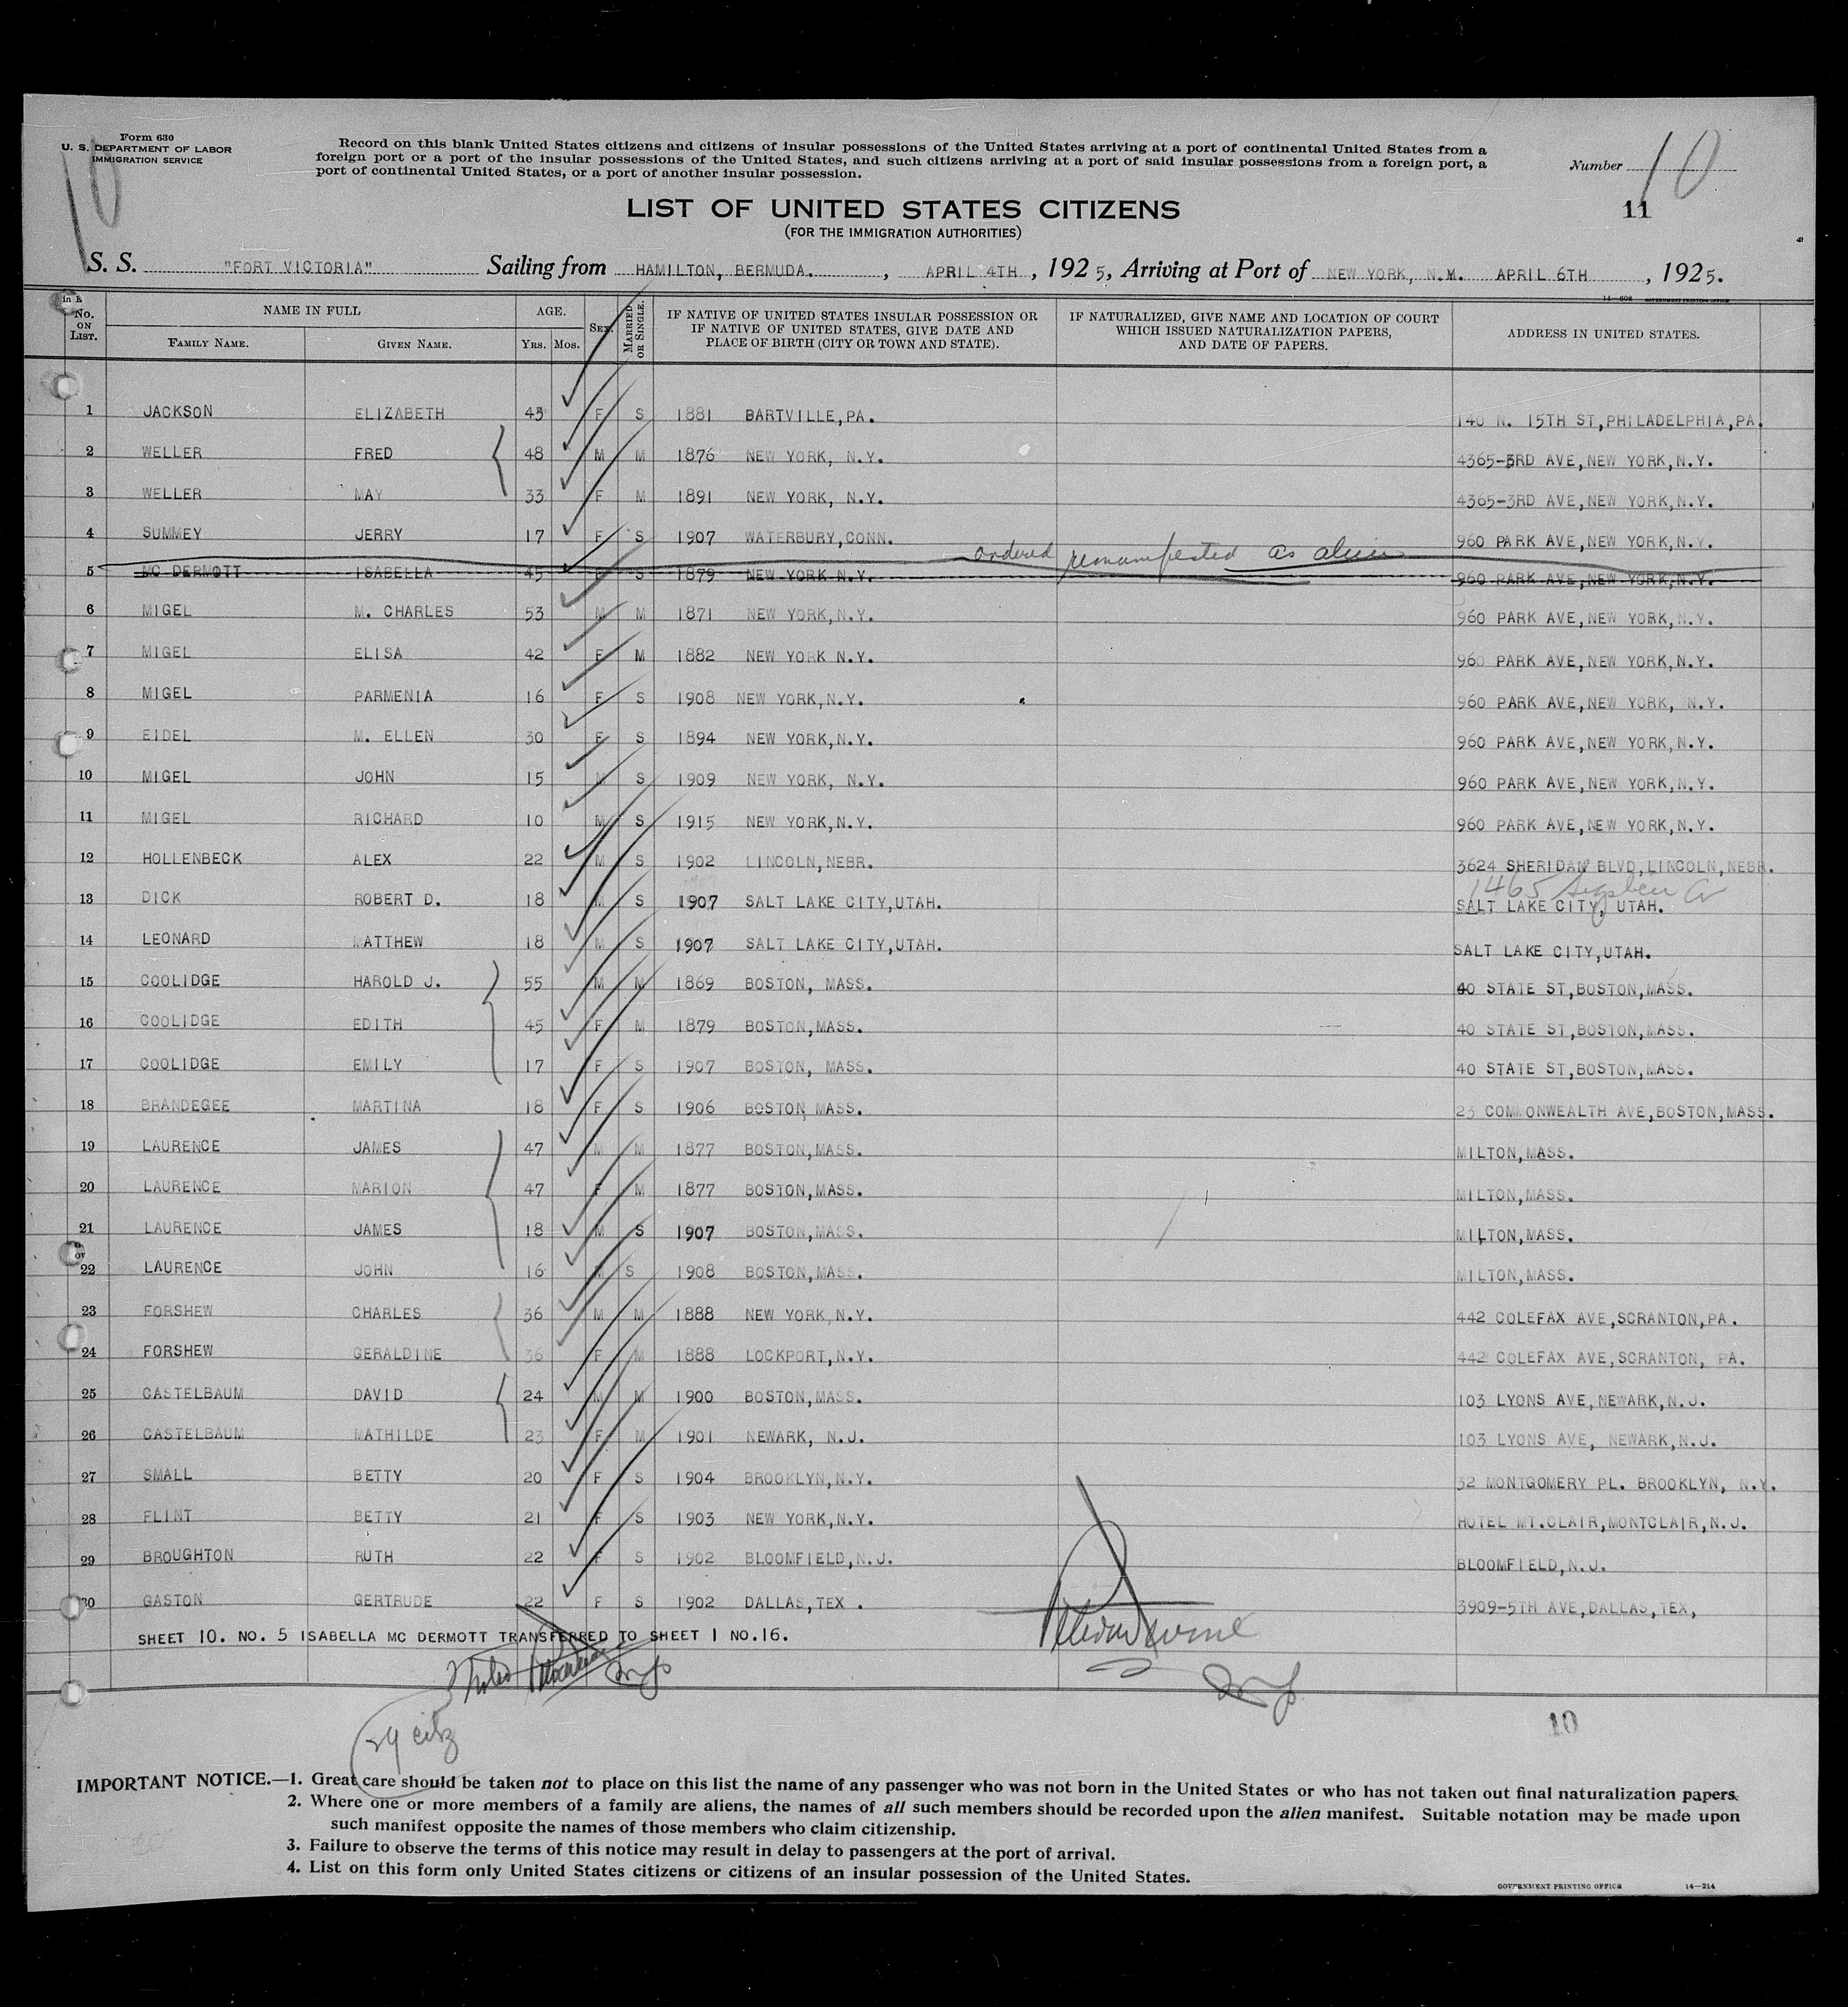 Form 630
U. S. DEPARTMENT OF LABOR
IMMIGRATION SERVICE
Record on this blank United States citizens and citizens of insular possessions of the United States arriving at a port of continental United States from a
foreign port or a port of the insular possessions of the United States, and such citizens arriving at a port of said insular possessions from a foreign port, a
port of continental United States, or a port of another insular possession.
Number 10
10
11
LIST OF UNITED STATES CITIZENS
(FOR THE IMMIGRATION AUTHORITIES)
S. S. "FORT VICTORIA" Sailing from HAMILTON, BERMUDA. , APRIL 4TH , 1925, Arriving at Port of NEW YORK, N.M. APRIL 6TH , 1925.
No. ON LIST. NAME IN FULL FAMILY NAME. GIVEN NAME. AGE. YRS. MOS. SEX. MARRIED OR SINGLE. IF NATIVE OF UNITED STATES INSULAR POSSESSION OR IF NATIVE OF UNITED STATES, GIVE DATE AND PLACE OF BIRTH (CITY OR TOWN AND STATE). IF NATURALIZED, GIVE NAME AND LOCATION OF COURT WHICH ISSUED NATURALIZATION PAPERS, AND DATE OF PAPERS. ADDRESS IN UNITED STATES.
1 JACKSON ELIZABETH 43 F S 1881 BARTVILLE,PA. 140 N. 15TH ST,PHILADELPHIA,PA.
2 WELLER FRED 48 M M 1876 NEW YORK, N.Y. 4365-3RD AVE,NEW YORK,N.Y.
3 WELLER MAY 33 F M 1891 NEW YORK, N.Y. 4365-3RD AVE,NEW YORK,N.Y.
4 SUMMEY JERRY 17 F S 1907 WATERBURY,CONN. 960 PARK AVE,NEW YORK,N.Y.
ordered remanifested as alien
5 MC DERMOTT ISABELLA 45 F S 1879 NEW YORK N.Y. 960 PARK AVE,NEW YORK,N.Y.
6 MIGEL M. CHARLES 53 M M 1871 NEW YORK,N.Y. 960 PARK AVE,NEW YORK,N.Y.
7 MIGEL ELISA 42 F M 1882 NEW YORK N.Y. 960 PARK AVE,NEW YORK,N.Y.
8 MIGEL PARMENIA 16 F S 1908 NEW YORK,N.Y. 960 PARK AVE,NEW YORK, N.Y.
9 EIDEL M. ELLEN 30 F S 1894 NEW YORK,N.Y. 960 PARK AVE,NEW YORK,N.Y.
10 MIGEL JOHN 15 M S 1909 NEW YORK, N.Y. 960 PARK AVE,NEW YORK,N.Y.
11 MIGEL RICHARD 10 M S 1915 NEW YORK,N.Y. 960 PARK AVE,NEW YORK,N.Y.
12 HOLLENBECK ALEX 22 M S 1902 LINCOLN,NEBR. 3624 SHERIDAN BLVD,LINCOLN,NEBR.
1465
13 DICK ROBERT D. 18 M S 1907 SALT LAKE CITY,UTAH. SALT LAKE CITY, UTAH.
14 LEONARD MATTHEW 18 M S 1907 SALT LAKE CITY,UTAH. SALT LAKE CITY,UTAH.
15 COOLIDGE HAROLD J. 55 M M 1869 BOSTON, MASS. 40 STATE ST,BOSTON,MASS.
16 COOLIDGE EDITH 45 F M 1879 BOSTON,MASS. 40 STATE ST,BOSTON,MASS.
17 COOLIDGE EMILY 17 F S 1907 BOSTON, MASS. 40 STATE ST,BOSTON,MASS.
18 BRANDEGEE MARTINA 18 F S 1906 BOSTON MASS. 23 COMMONWEALTH AVE,BOSTON,MASS.
19 LAURENCE JAMES 47 M M 1877 BOSTON,MASS. MILTON,MASS.
20 LAURENCE MARION 47 F M 1877 BOSTON,MASS. MILTON,MASS.
21 LAURENCE JAMES 18 M S 1907 BOSTON,MASS. MILTON,MASS.
22 LAURENCE JOHN 16 M S 1908 BOSTON,MASS. MILTON,MASS.
23 FORSHEW CHARLES 36 M M 1888 NEW YORK,N.Y. 442 COLEFAX AVE,SCRANTON,PA.
24 FORSHEW GERALDINE 36 F M 1888 LOCKPORT,N.Y. 442 COLEFAX AVE,SCRANTON, PA.
25 CASTELBAUM DAVID 24 M M 1900 BOSTON,MASS. 103 LYONS AVE,NEWARK,N.J.
26 CASTELBAUM MATHILDE 23 F M 1901 NEWARK, N.J. 103 LYONS AVE, NEWARK,N.J.
27 SMALL BETTY 20 F S 1904 BROOKLYN,N.Y. 32 MONTGOMERY PL. BROOKLYN, N.Y.
28 FLINT BETTY 21 F S 1903 NEW YORK,N.Y. HOTEL MT.CLAIR,MONTCLAIR,N.J.
29 BROUGHTON RUTH 22 F S 1902 BLOOMFIELD,N.J. BLOOMFIELD,N.J.
30 GASTON GERTRUDE 22 F S 1902 DALLAS,TEX . 3909-5TH AVE,DALLAS,TEX,
SHEET 10. NO. 5 ISABELLA MC DERMOTT TRANSFERRED TO SHEET 1 NO.16.
29 citz
10
IMPORTANT NOTICE.—1. Great care should be taken not to place on this list the name of any passenger who was not born in the United States or who has not taken out final naturalization papers.
2. Where one or more members of a family are aliens, the names of all such members should be recorded upon the alien manifest. Suitable notation may be made upon
such manifest opposite the names of those members who claim citizenship.
3. Failure to observe the terms of this notice may result in delay to passengers at the port of arrival.
4. List on this form only United States citizens or citizens of an insular possession of the United States.
GOVERNMENT PRINTING OFFICE 14—214